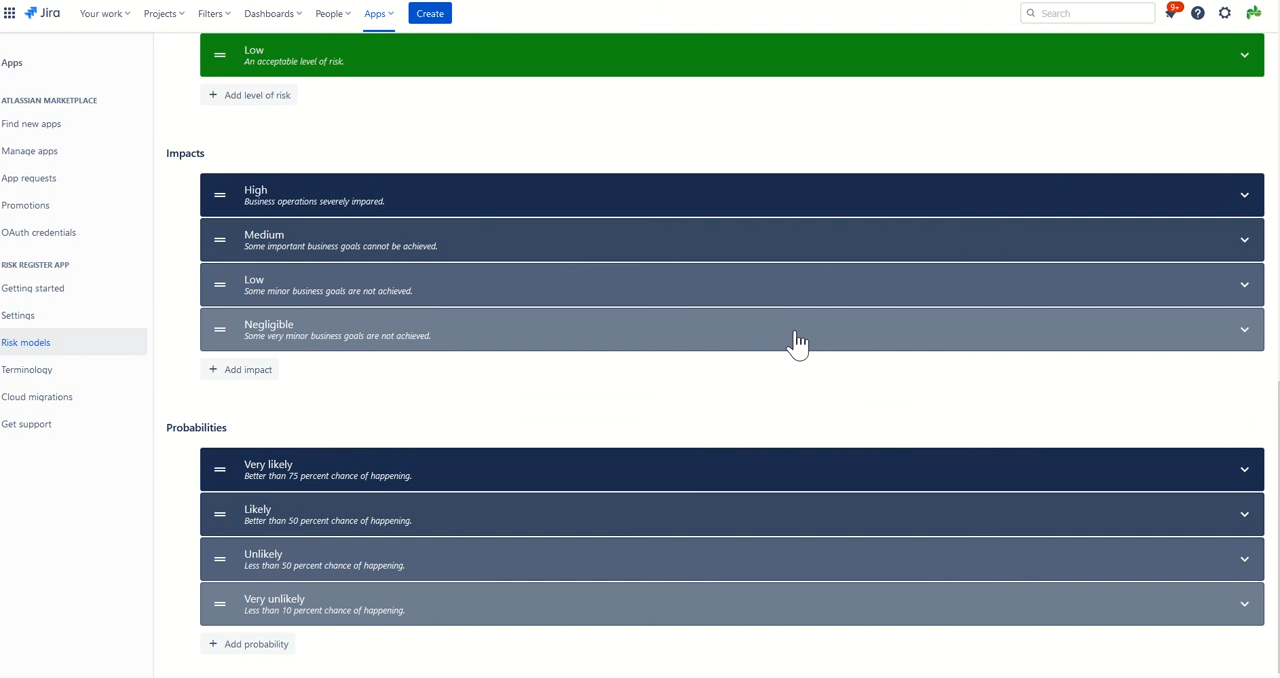 Jira Your work Projects Filters Dashboards People Apps Create Search 9+
Apps
ATLASSIAN MARKETPLACE
Find new apps
Manage apps
App requests
Promotions
OAuth credentials
RISK REGISTER APP
Getting started
Settings
Risk models
Terminology
Cloud migrations
Get support
Low
An acceptable level of risk.
+ Add level of risk
Impacts
High
Business operations severely impared.
Medium
Some important business goals cannot be achieved.
Low
Some minor business goals are not achieved.
Negligible
Some very minor business goals are not achieved.
+ Add impact
Probabilities
Very likely
Better than 75 percent chance of happening.
Likely
Better than 50 percent chance of happening.
Unlikely
Less than 50 percent chance of happening.
Very unlikely
Less than 10 percent chance of happening.
+ Add probability